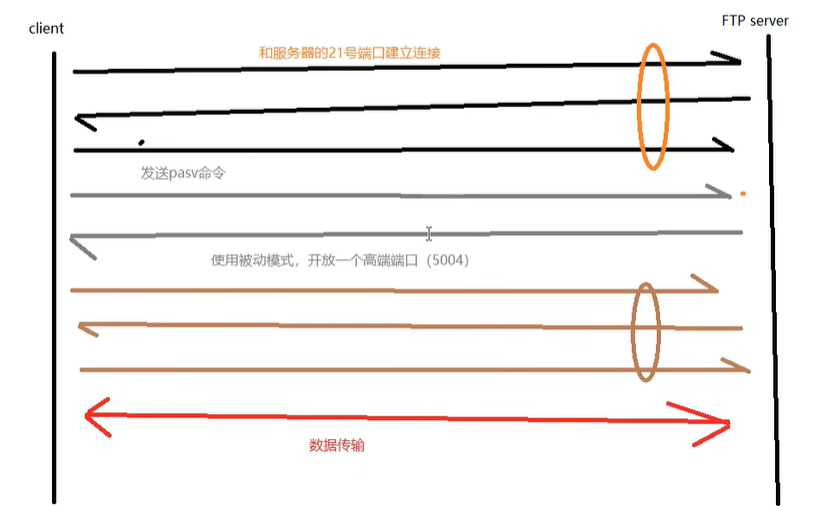 client
FTP server
和服务器的21号端口建立连接
发送pasv命令
使用被动模式，开放一个高端端口（5004）
数据传输